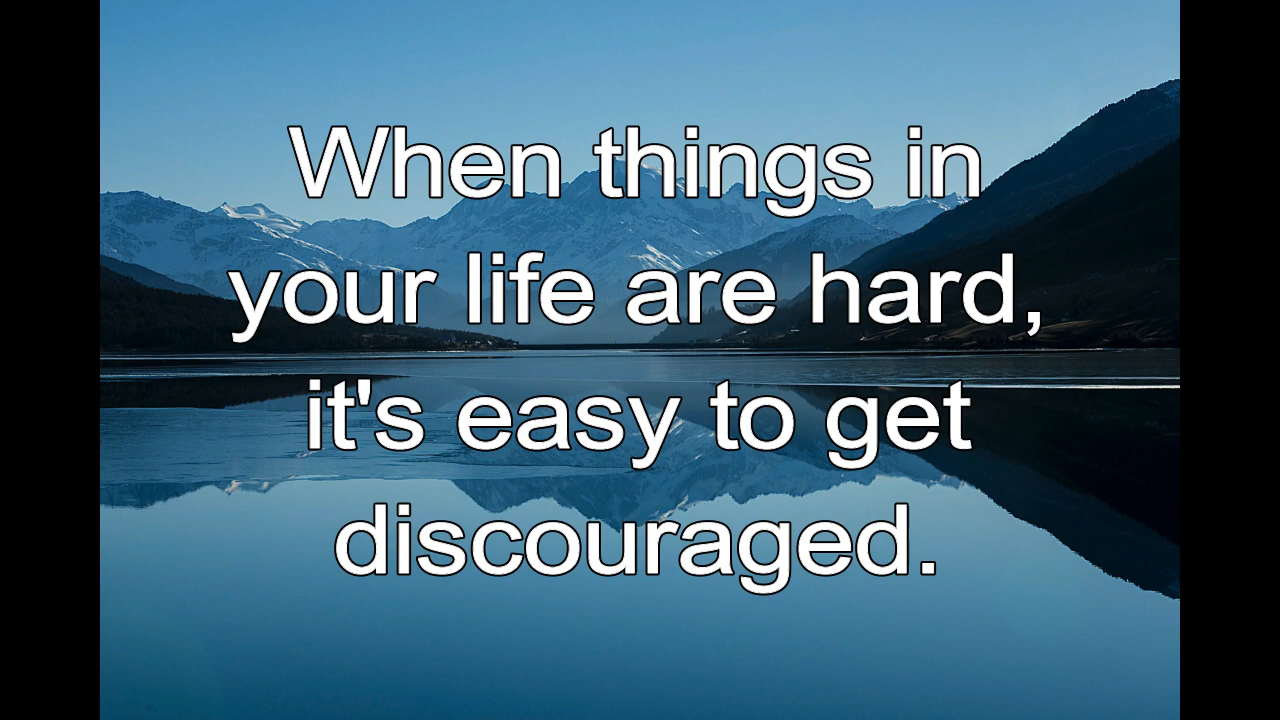 When things in
your life are hard,
it's easy to get
discouraged.